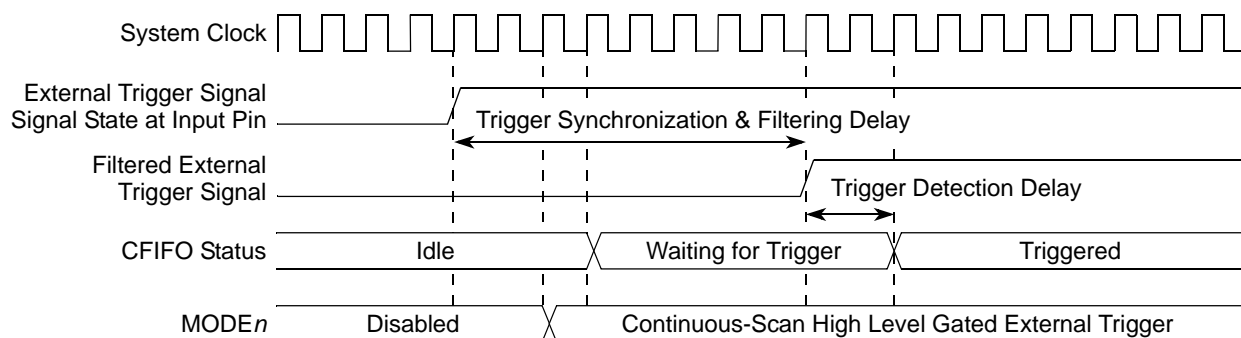 System Clock
External Trigger Signal
Signal State at Input Pin
Trigger Synchronization & Filtering Delay
Filtered External
Trigger Signal
Trigger Detection Delay
CFIFO Status
Idle
Waiting for Trigger
Triggered
MODEn
Disabled
Continuous-Scan High Level Gated External Trigger